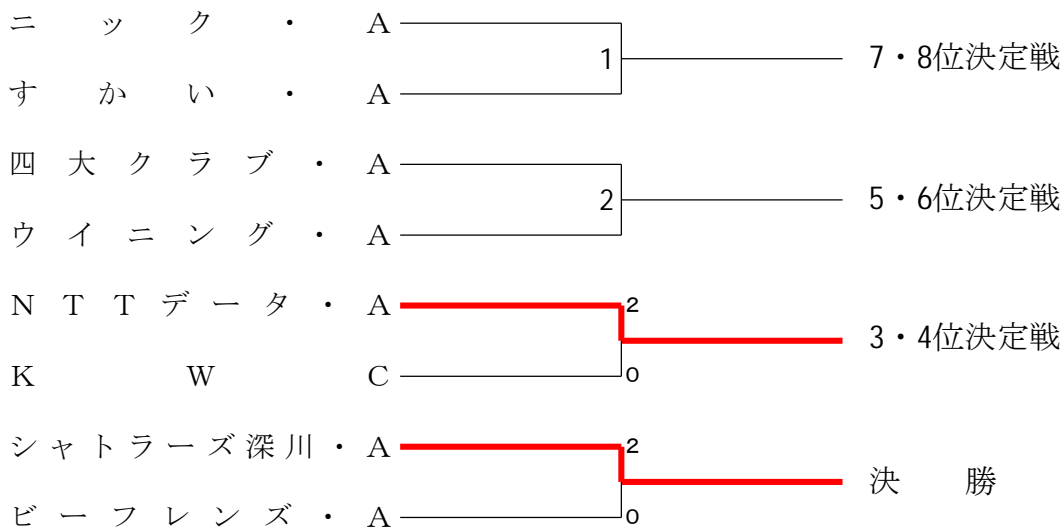 ニック・A
1
7・8位決定戦
すかい・A
四大クラブ・A
2
5・6位決定戦
ウイニング・A
NTTデータ・A
2
3・4位決定戦
KWC
0
シャトラーズ深川・A
2
決勝
ビーフレンズ・A
0